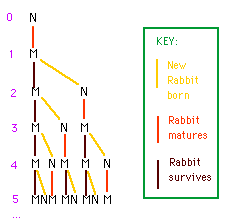 0 N
1 M
2 M N
3 M N M
4 M N M M N
5 M N M M N M N M
...
KEY:
New
Rabbit
born
Rabbit
matures
Rabbit
survives